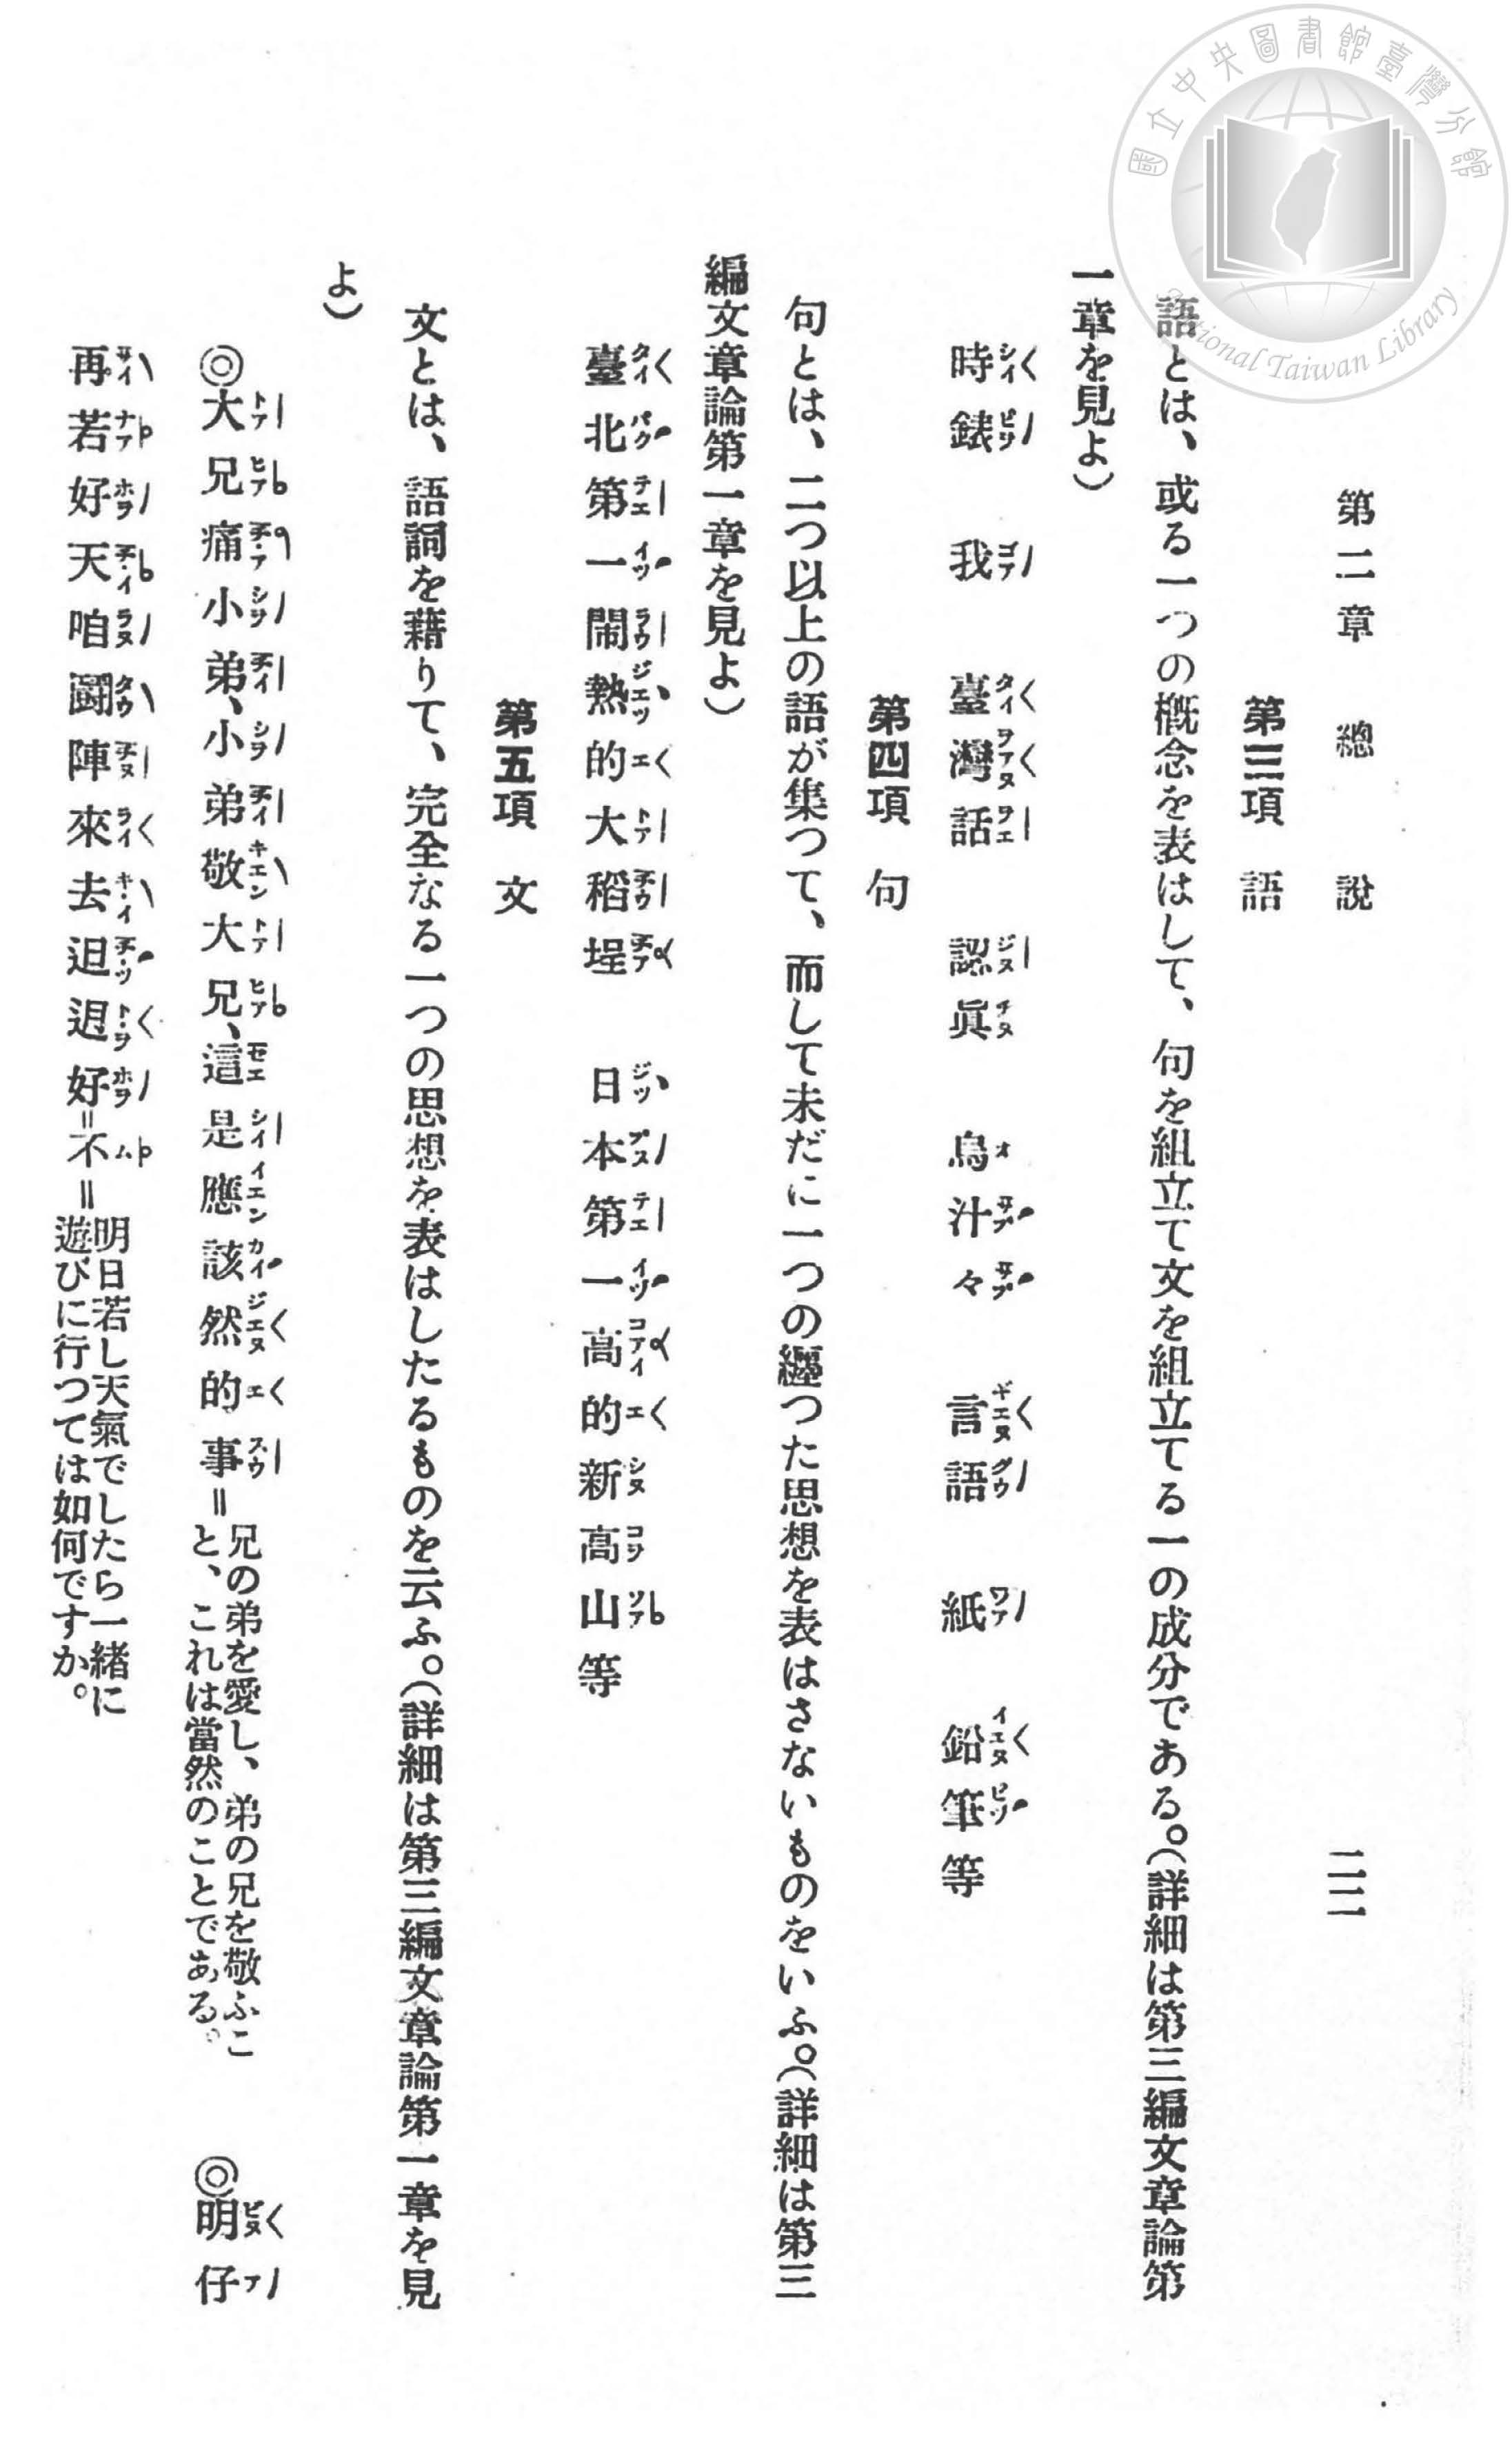 國立中央圖書館臺灣分館
National Taiwan Library
第二章 總說 二二
第三項 語
語とは、或る一つの概念を表はして、句を組立て文を組立てる一の成分である。(詳細は第三編文章論第
一章を見よ)
時錶 我 臺灣話 認眞 烏汁々 言語 紙 鉛筆等
第四項 句
句とは、二つ以上の語が集つて、而して未だに一つの纒つた思想を表はさないものをいふ。(詳細は第三
編文章論第一章を見よ)
臺北第一鬧熱的大稻埕 日本第一高的新高山等
第五項 文
文とは、語詞を藉りて、完全なる一つの思想を表はしたるものを云ふ。(詳細は第三編文章論第一章を見
よ)
◎大兄痛小弟、小弟敬大兄、這是應該然的事=兄の弟を愛し、弟の兄を敬ふこと、これは當然のことである。 ◎明仔
再若好天咱鬪陣來去𨑨迌好=不=明日若し天氣でしたら一緖に遊びに行つては如何ですか。